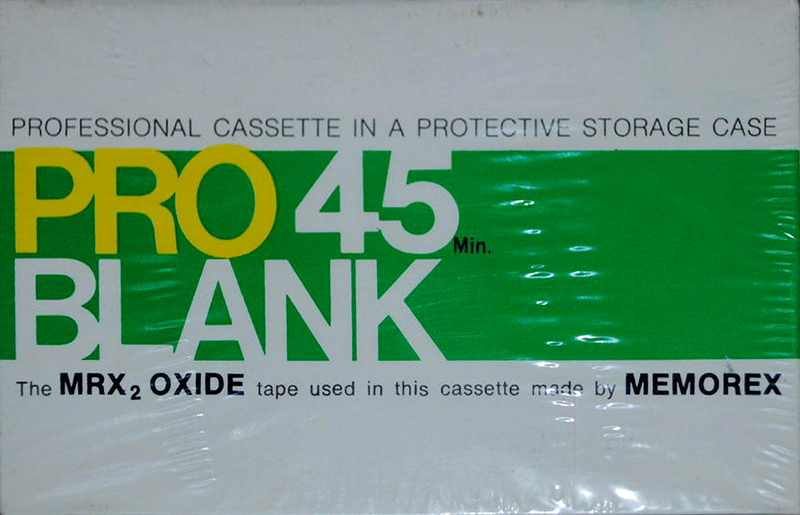 PROFESSIONAL CASSETTE IN A PROTECTIVE STORAGE CASE
PRO 45 Min.
BLANK
The MRX2 OXIDE tape used in this cassette made by MEMOREX